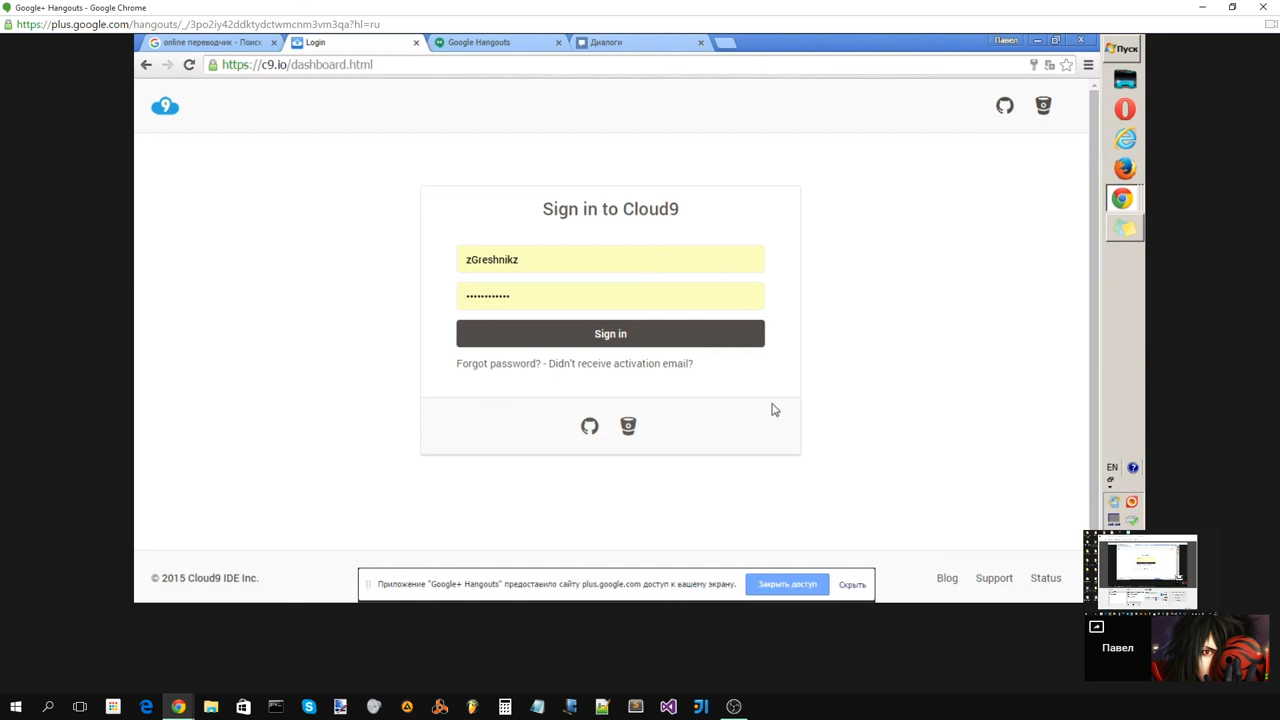 Google+ Hangouts - Google Chrome
https://plus.google.com/hangouts/_/3po2iy42ddktydctwmcnm3vm3qa?hl=ru
online переводчик - Поиск
Login
Google Hangouts
Диалоги
Павел
Пуск
https://c9.io/dashboard.html
9
Sign in to Cloud9
zGreshnikz
••••••••••••
Sign in
Forgot password? - Didn't receive activation email?
EN
© 2015 Cloud9 IDE Inc.
Blog
Support
Status
Приложение "Google+ Hangouts" предоставило сайту plus.google.com доступ к вашему экрану.
Закрыть доступ
Скрыть
Павел